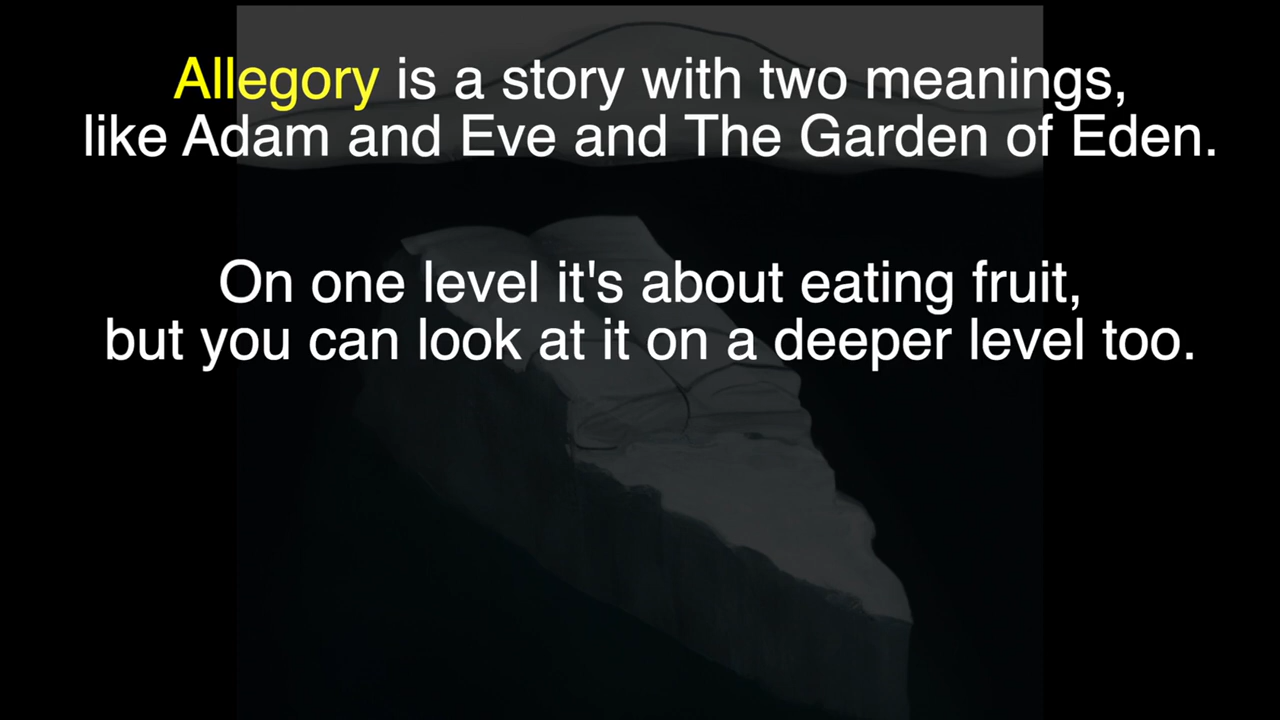 Allegory is a story with two meanings,
like Adam and Eve and The Garden of Eden.
On one level it's about eating fruit,
but you can look at it on a deeper level too.